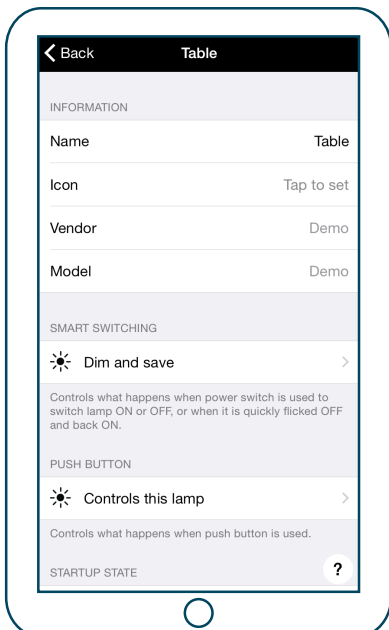 Back Table
INFORMATION
Name Table
Icon Tap to set
Vendor Demo
Model Demo
SMART SWITCHING
Dim and save
Controls what happens when power switch is used to
switch lamp ON or OFF, or when it is quickly flicked OFF
and back ON.
PUSH BUTTON
Controls this lamp
Controls what happens when push button is used.
STARTUP STATE ?